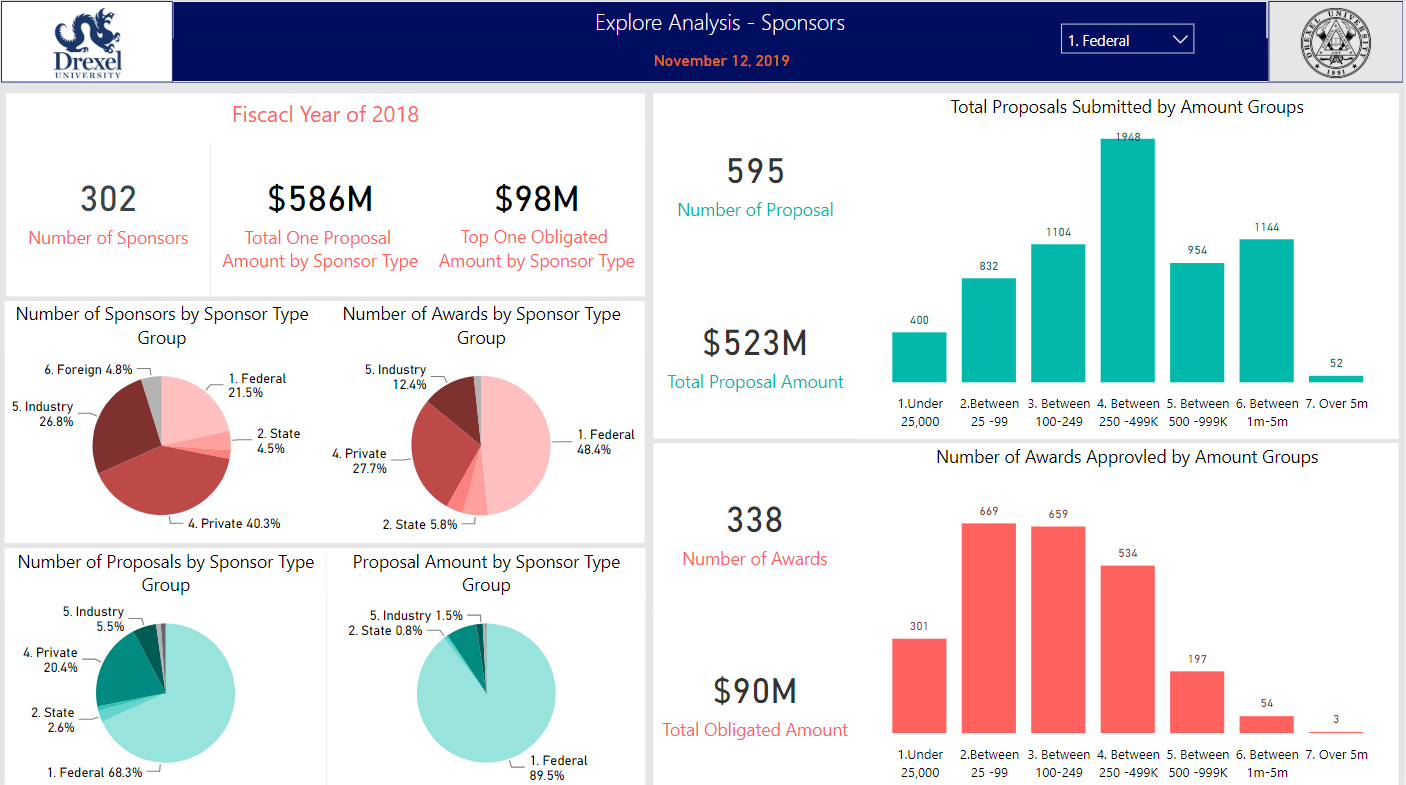 Drexel
UNIVERSITY
Explore Analysis - Sponsors
November 12, 2019
1. Federal
DREXEL UNIVERSITY
1891
Fiscacl Year of 2018
302
Number of Sponsors
$586M
Total One Proposal
Amount by Sponsor Type
$98M
Top One Obligated
Amount by Sponsor Type
Number of Sponsors by Sponsor Type
Group
6. Foreign 4.8%
1. Federal
21.5%
5. Industry
26.8%
2. State
4.5%
4. Private 40.3%
Number of Awards by Sponsor Type
Group
5. Industry
12.4%
1. Federal
48.4%
4. Private
27.7%
2. State 5.8%
Number of Proposals by Sponsor Type
Group
5. Industry
5.5%
4. Private
20.4%
2. State
2.6%
1. Federal 68.3%
Proposal Amount by Sponsor Type
Group
5. Industry 1.5%
2. State 0.8%
1. Federal
89.5%
595
Number of Proposal
$523M
Total Proposal Amount
Total Proposals Submitted by Amount Groups
400
832
1104
1948
954
1144
52
1.Under
25,000
2.Between
25 -99
3. Between
100-249
4. Between
250 -499K
5. Between
500 -999K
6. Between
1m-5m
7. Over 5m
338
Number of Awards
$90M
Total Obligated Amount
Number of Awards Approvled by Amount Groups
301
669
659
534
197
54
3
1.Under
25,000
2.Between
25 -99
3. Between
100-249
4. Between
250 -499K
5. Between
500 -999K
6. Between
1m-5m
7. Over 5m